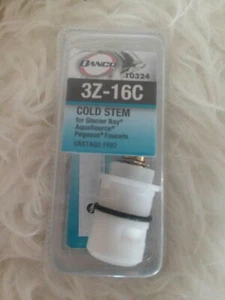 DANCO
10324
3Z-16C
COLD STEM
for Glacier Bay®
AquaSource®
Pegasus® Faucets